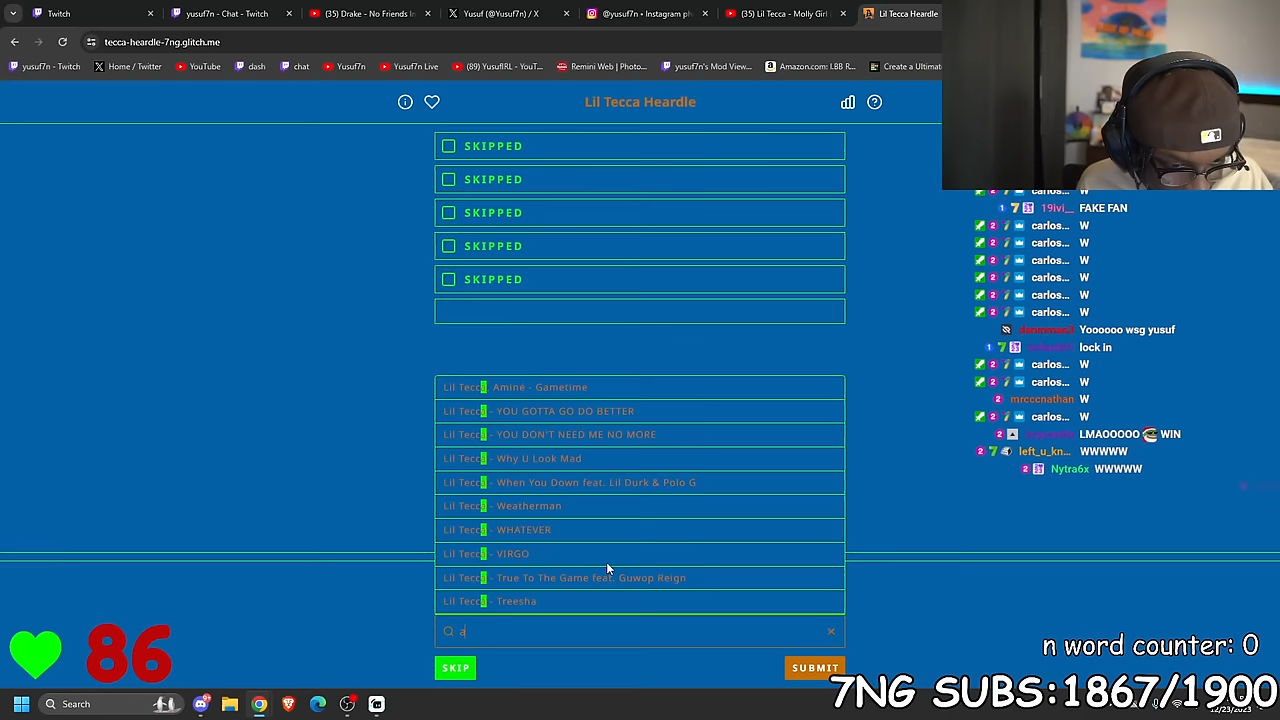 Twitch
yusuf7n - Chat - Twitch
(35) Drake - No Friends In
Yusuf (@Yusuf7n) / X
@yusuf7n • Instagram ph
(35) Lil Tecca - Molly Girl
Lil Tecca Heardle
tecca-heardle-7ng.glitch.me
yusuf7n - Twitch
Home / Twitter
YouTube
dash
chat
Yusuf7n
Yusuf7n Live
(89) YusufIRL - YouT...
Remini Web | Photo...
yusuf7n's Mod View...
Amazon.com: LBB R...
Create a Ultimat
Lil Tecca Heardle
SKIPPED
SKIPPED
SKIPPED
SKIPPED
SKIPPED
Lil Tecca, Aminé - Gametime
Lil Tecca - YOU GOTTA GO DO BETTER
Lil Tecca - YOU DON'T NEED ME NO MORE
Lil Tecca - Why U Look Mad
Lil Tecca - When You Down feat. Lil Durk & Polo G
Lil Tecca - Weatherman
Lil Tecca - WHATEVER
Lil Tecca - VIRGO
Lil Tecca - True To The Game feat. Guwop Reign
Lil Tecca - Treesha
a
SKIP
SUBMIT
carlos... W
19ivi__ FAKE FAN
carlos... W
carlos... W
carlos... W
carlos... W
carlos... W
carlos... W
Yoooooo wsg yusuf
lock in
carlos... W
carlos... W
mrcccnathan W
carlos... W
LMAOOOOO WIN
left_u_kn... WWWWW
Nytra6x WWWWW
86
n word counter: 0
7NG SUBS:1867/1900
Search
12/23/2023